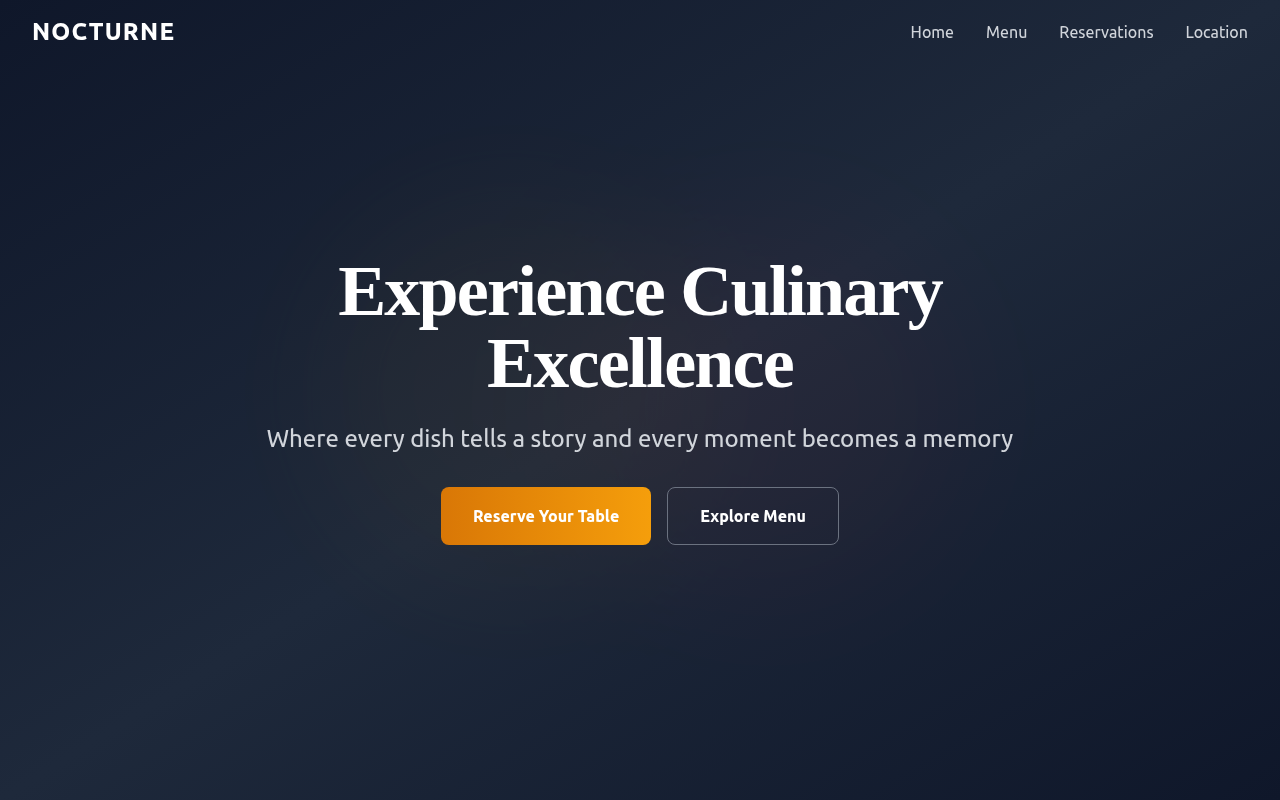 NOCTURNE
Home
Menu
Reservations
Location
Experience Culinary
Excellence
Where every dish tells a story and every moment becomes a memory
Reserve Your Table
Explore Menu